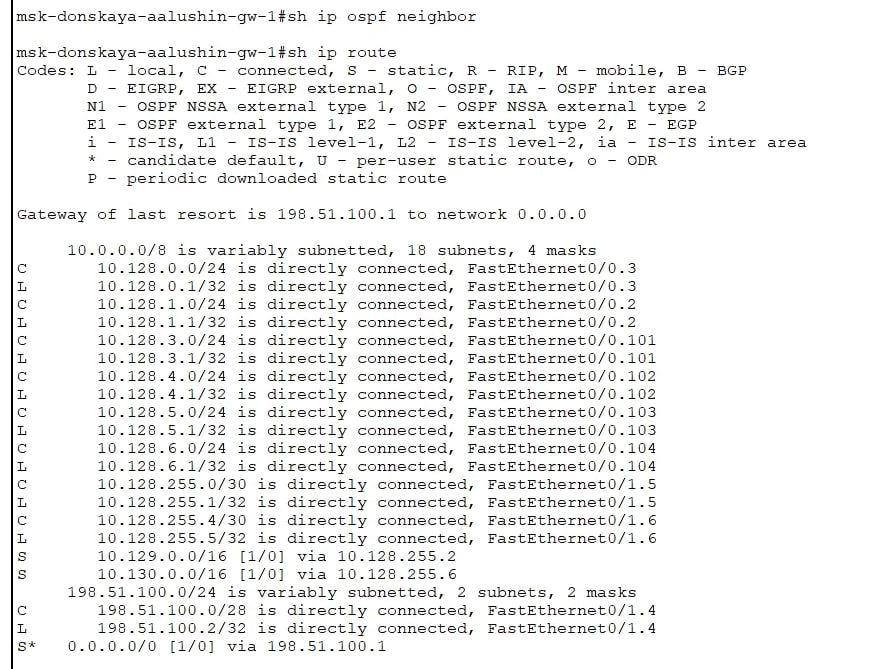 msk-donskaya-aalushin-gw-1#sh ip ospf neighbor
msk-donskaya-aalushin-gw-1#sh ip route
Codes: L - local, C - connected, S - static, R - RIP, M - mobile, B - BGP
D - EIGRP, EX - EIGRP external, O - OSPF, IA - OSPF inter area
N1 - OSPF NSSA external type 1, N2 - OSPF NSSA external type 2
E1 - OSPF external type 1, E2 - OSPF external type 2, E - EGP
i - IS-IS, L1 - IS-IS level-1, L2 - IS-IS level-2, ia - IS-IS inter area
* - candidate default, U - per-user static route, o - ODR
P - periodic downloaded static route
Gateway of last resort is 198.51.100.1 to network 0.0.0.0
10.0.0.0/8 is variably subnetted, 18 subnets, 4 masks
C 10.128.0.0/24 is directly connected, FastEthernet0/0.3
L 10.128.0.1/32 is directly connected, FastEthernet0/0.3
C 10.128.1.0/24 is directly connected, FastEthernet0/0.2
L 10.128.1.1/32 is directly connected, FastEthernet0/0.2
C 10.128.3.0/24 is directly connected, FastEthernet0/0.101
L 10.128.3.1/32 is directly connected, FastEthernet0/0.101
C 10.128.4.0/24 is directly connected, FastEthernet0/0.102
L 10.128.4.1/32 is directly connected, FastEthernet0/0.102
C 10.128.5.0/24 is directly connected, FastEthernet0/0.103
L 10.128.5.1/32 is directly connected, FastEthernet0/0.103
C 10.128.6.0/24 is directly connected, FastEthernet0/0.104
L 10.128.6.1/32 is directly connected, FastEthernet0/0.104
C 10.128.255.0/30 is directly connected, FastEthernet0/1.5
L 10.128.255.1/32 is directly connected, FastEthernet0/1.5
C 10.128.255.4/30 is directly connected, FastEthernet0/1.6
L 10.128.255.5/32 is directly connected, FastEthernet0/1.6
S 10.129.0.0/16 [1/0] via 10.128.255.2
S 10.130.0.0/16 [1/0] via 10.128.255.6
198.51.100.0/24 is variably subnetted, 2 subnets, 2 masks
C 198.51.100.0/28 is directly connected, FastEthernet0/1.4
L 198.51.100.2/32 is directly connected, FastEthernet0/1.4
S* 0.0.0.0/0 [1/0] via 198.51.100.1